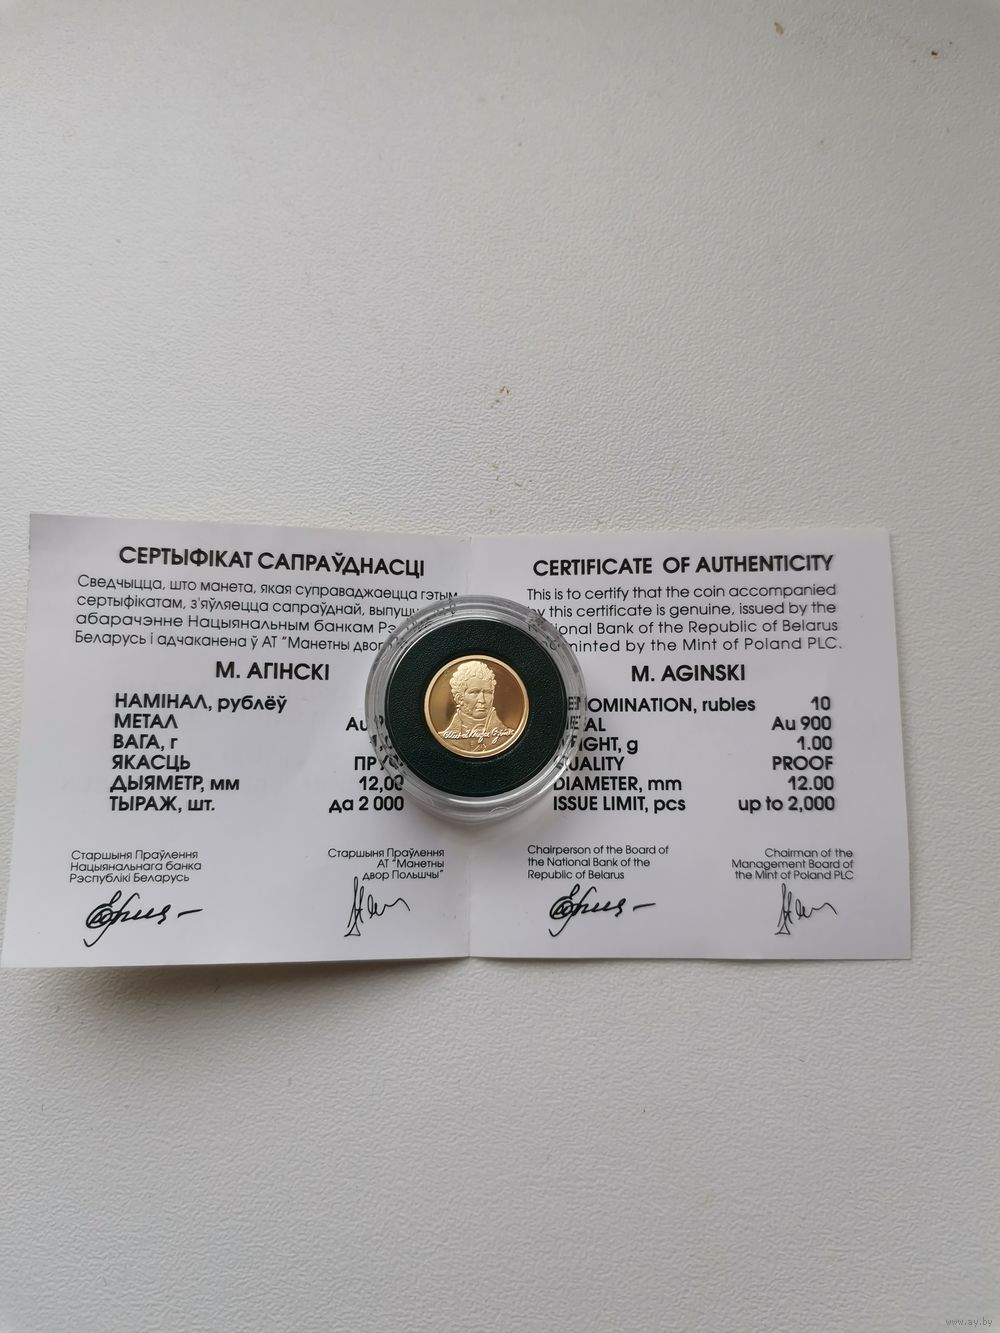 СЕРТЫФІКАТ САПРАЎДНАСЦІ
Сведчыцца, што манета, якая суправаджаецца гэтым
сертыфікатам, з'яўляецца сапраўднай,
абарачэнне Нацыянальным банкам
Беларусь і адчаканена ў АТ "Манетны
М. АГІНСКІ
НАМІНАЛ, рублёў
МЕТАЛ Au
ВАГА, г
ЯКАСЦЬ
ДЫЯМЕТР, мм 12,00
ТЫРАЖ, шт. да 2 000
Старшыня Праўлення
Нацыянальнага банка
Рэспублікі Беларусь
Старшыня Праўлення
АТ "Манетны
двор Польшчы"
CERTIFICATE OF AUTHENTICITY
This is to certify that the coin accompanied
by this certificate is genuine, issued by the
Bank of the Republic of Belarus
minted by the Mint of Poland PLC.
M. AGINSKI
rubles 10
Au 900
g 1.00
QUALITY PROOF
DIAMETER, mm 12.00
ISSUE LIMIT, pcs up to 2,000
Chairperson of the Board of
the National Bank of the
Republic of Belarus
Chairman of the
Management Board of
the Mint of Poland PLC
www.ay.by